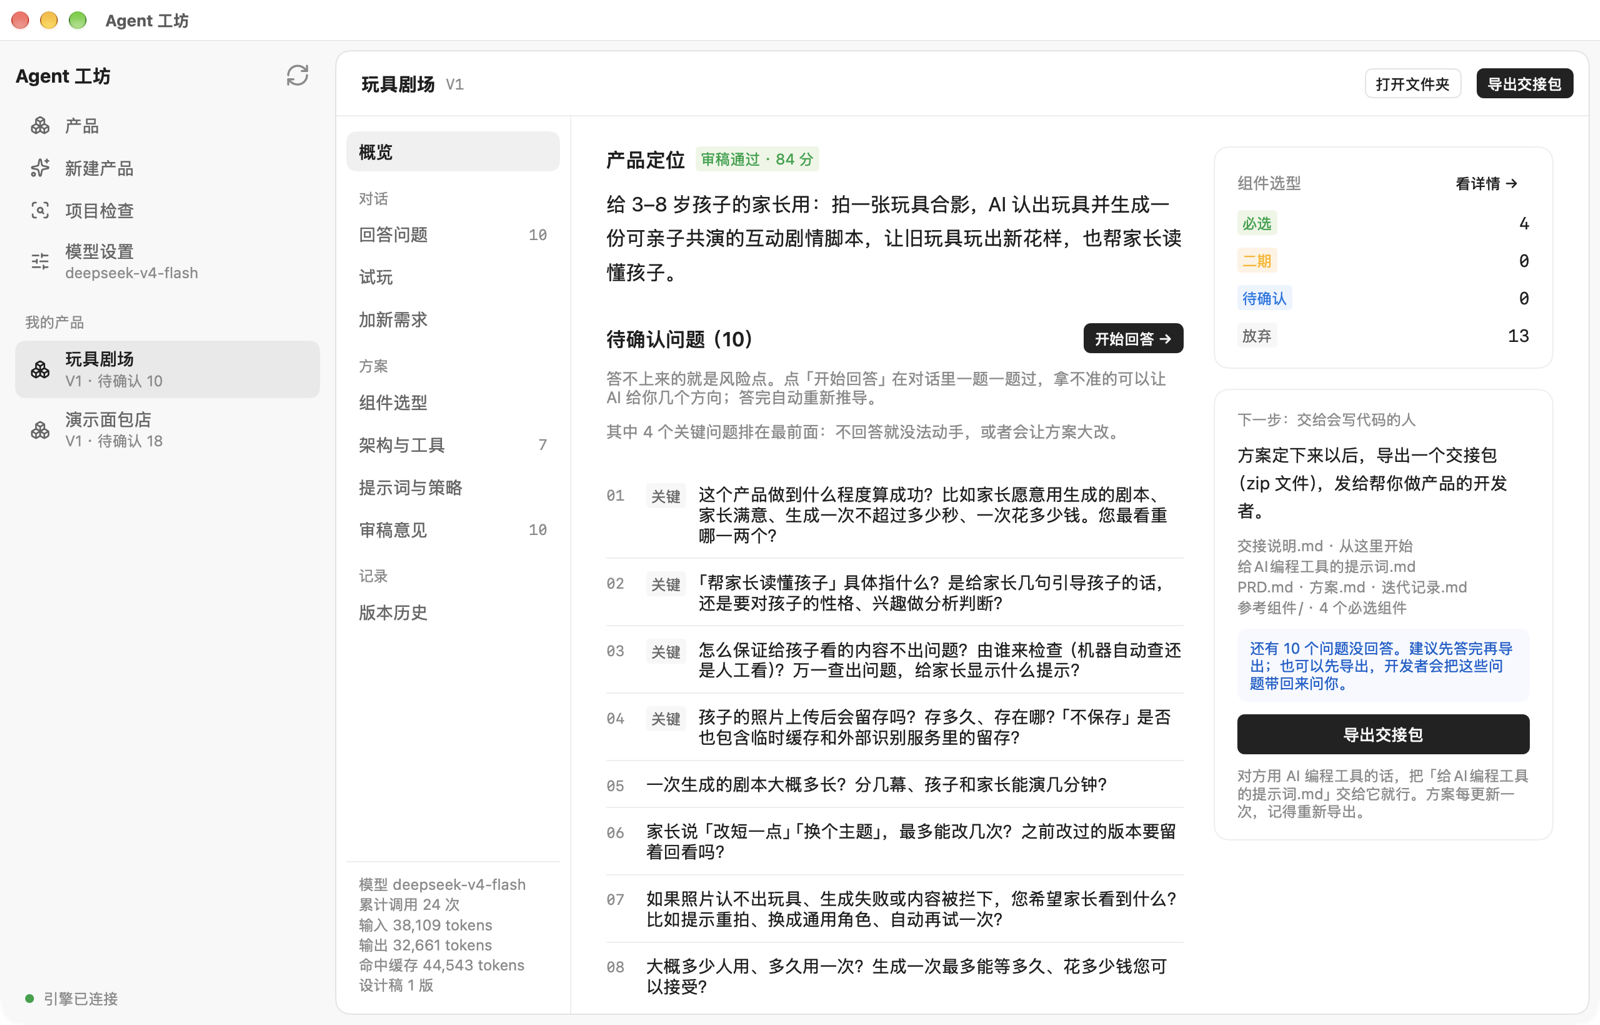 Agent 工坊
Agent 工坊
产品
新建产品
项目检查
模型设置
deepseek-v4-flash
我的产品
玩具剧场
V1 · 待确认 10
演示面包店
V1 · 待确认 18
引擎已连接
玩具剧场 V1
打开文件夹
导出交接包
概览
对话
回答问题 10
试玩
加新需求
方案
组件选型
架构与工具 7
提示词与策略
审稿意见 10
记录
版本历史
模型 deepseek-v4-flash
累计调用 24 次
输入 38,109 tokens
输出 32,661 tokens
命中缓存 44,543 tokens
设计稿 1 版
产品定位 审稿通过 · 84 分
给 3–8 岁孩子的家长用：拍一张玩具合影，AI 认出玩具并生成一
份可亲子共演的互动剧情脚本，让旧玩具玩出新花样，也帮家长读
懂孩子。
待确认问题（10） 开始回答 →
答不上来的就是风险点。点「开始回答」在对话里一题一题过，拿不准的可以让
AI 给你几个方向；答完自动重新推导。
其中 4 个关键问题排在最前面：不回答就没法动手，或者会让方案大改。
01 关键 这个产品做到什么程度算成功？比如家长愿意用生成的剧本、
家长满意、生成一次不超过多少秒、一次花多少钱。您最看重
哪一两个？
02 关键 「帮家长读懂孩子」具体指什么？是给家长几句引导孩子的话，
还是要对孩子的性格、兴趣做分析判断？
03 关键 怎么保证给孩子看的内容不出问题？由谁来检查（机器自动查还
是人工看）？万一查出问题，给家长显示什么提示？
04 关键 孩子的照片上传后会留存吗？存多久、存在哪？「不保存」是否
也包含临时缓存和外部识别服务里的留存？
05 一次生成的剧本大概多长？分几幕、孩子和家长能演几分钟？
06 家长说「改短一点」「换个主题」，最多能改几次？之前改过的版本要留
着回看吗？
07 如果照片认不出玩具、生成失败或内容被拦下，您希望家长看到什么？
比如提示重拍、换成通用角色、自动再试一次？
08 大概多少人用、多久用一次？生成一次最多能等多久、花多少钱您可
以接受？
组件选型 看详情 →
必选 4
二期 0
待确认 0
放弃 13
下一步：交给会写代码的人
方案定下来以后，导出一个交接包
（zip 文件），发给帮你做产品的开发
者。
交接说明.md · 从这里开始
给AI编程工具的提示词.md
PRD.md · 方案.md · 迭代记录.md
参考组件/ · 4 个必选组件
还有 10 个问题没回答。建议先答完再导
出；也可以先导出，开发者会把这些问
题带回来问你。
导出交接包
对方用 AI 编程工具的话，把「给AI编程工具
的提示词.md」交给它就行。方案每更新一
次，记得重新导出。